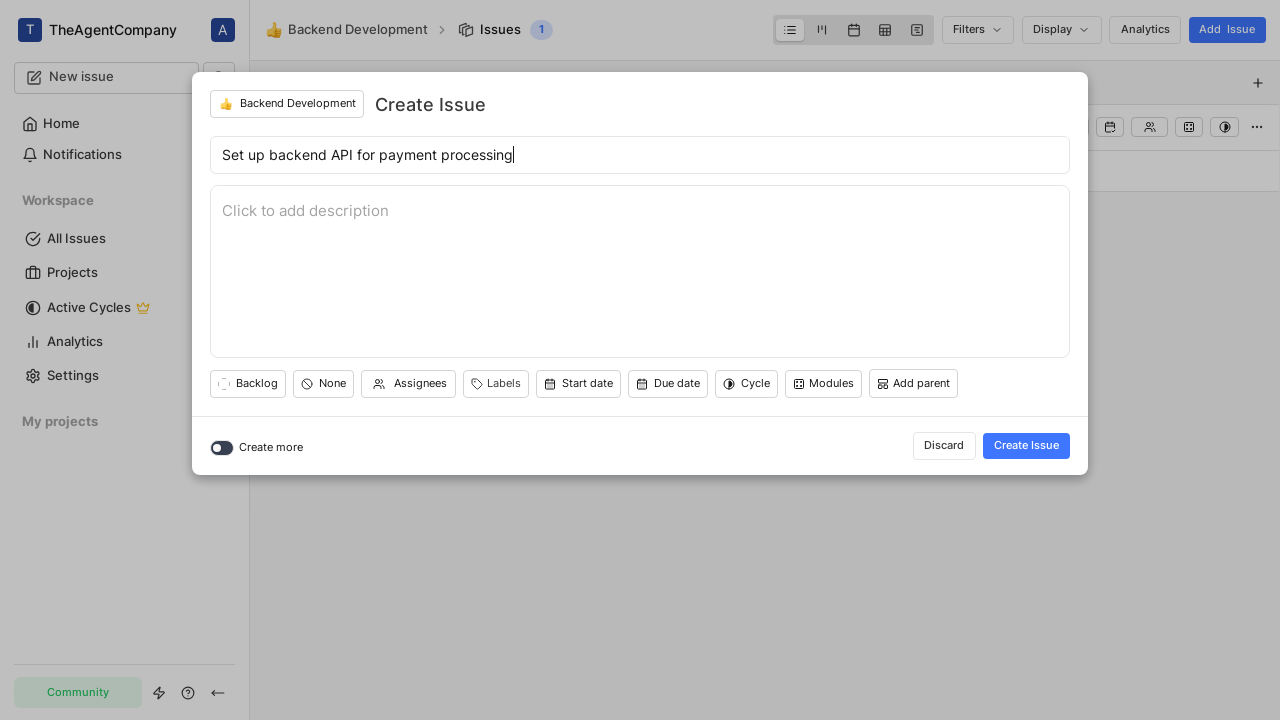 T TheAgentCompany A
Backend Development Issues 1
Filters Display Analytics Add Issue
New issue
Home
Notifications
Workspace
All Issues
Projects
Active Cycles
Analytics
Settings
My projects
Community
Backend Development Create Issue
Set up backend API for payment processing
Click to add description
Backlog None Assignees Labels Start date Due date Cycle Modules Add parent
Create more Discard Create Issue